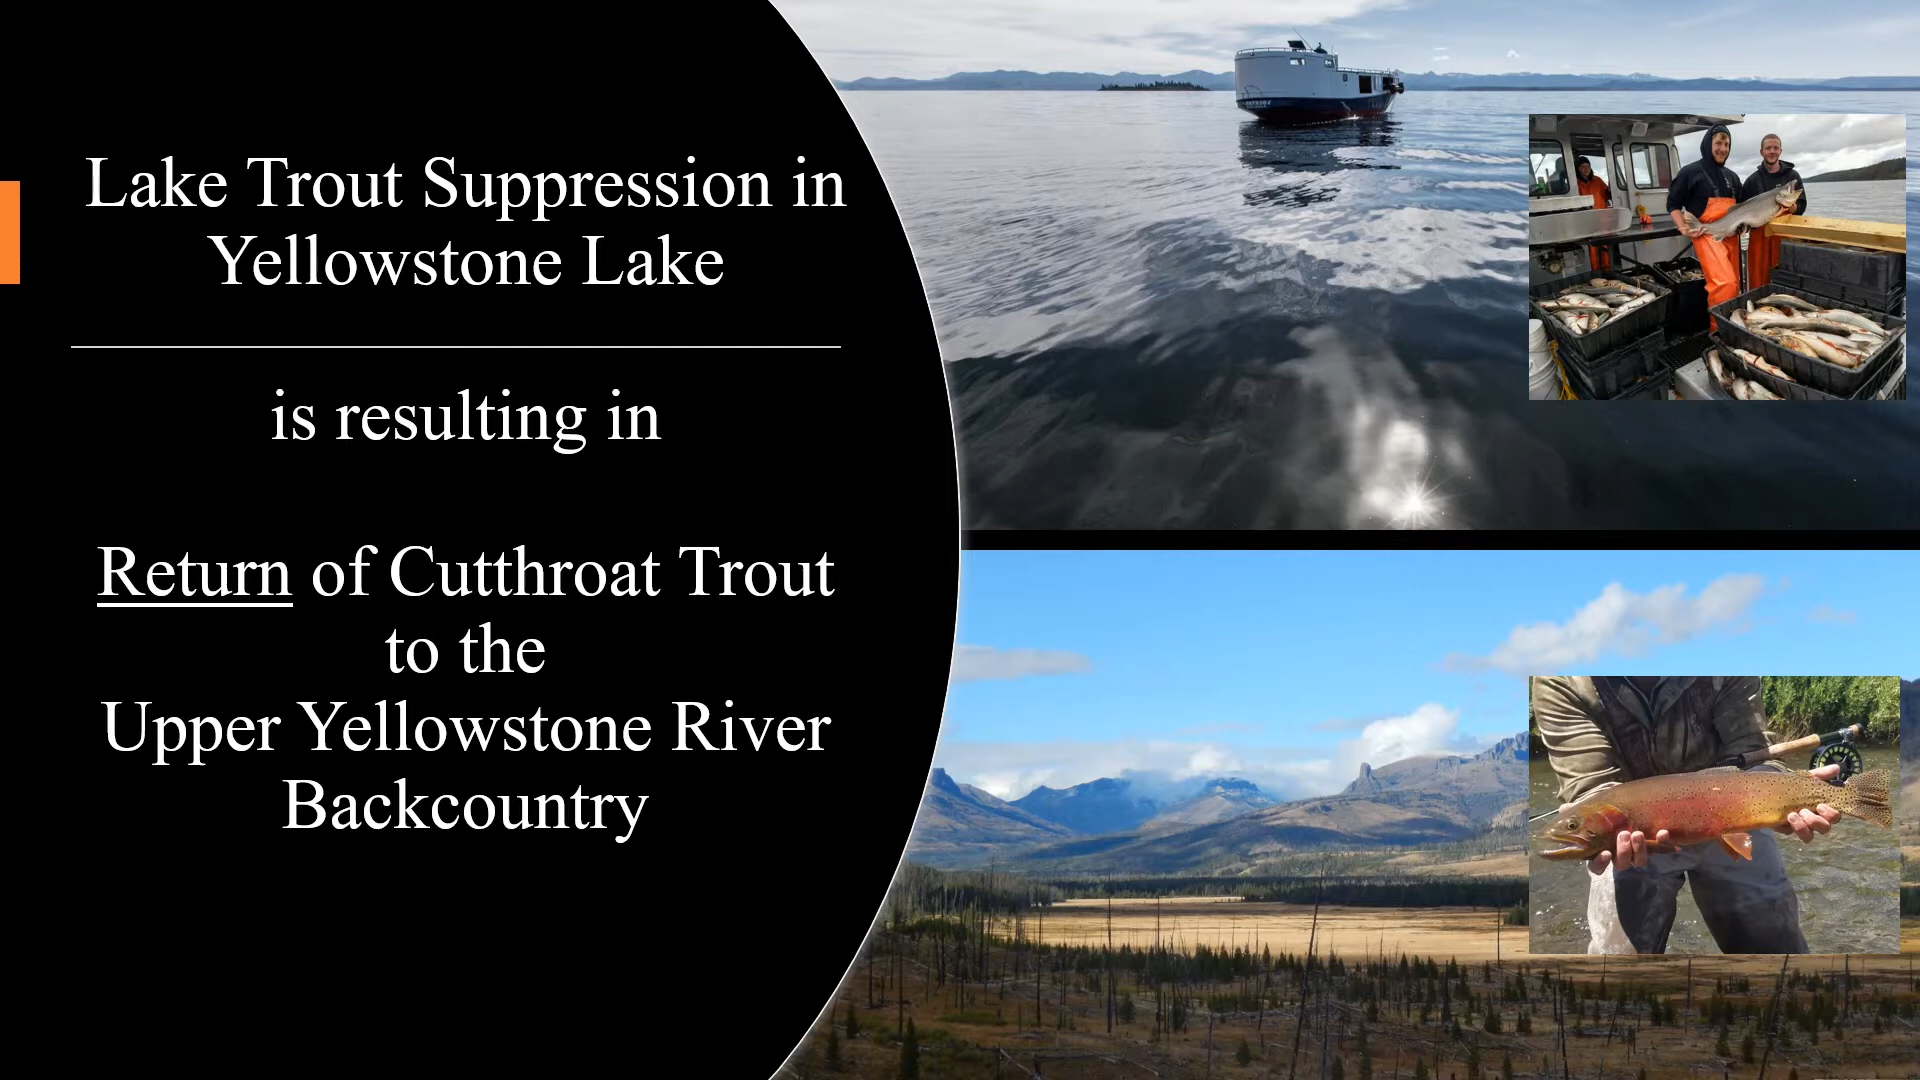 Lake Trout Suppression in
Yellowstone Lake
is resulting in
Return of Cutthroat Trout
to the
Upper Yellowstone River
Backcountry